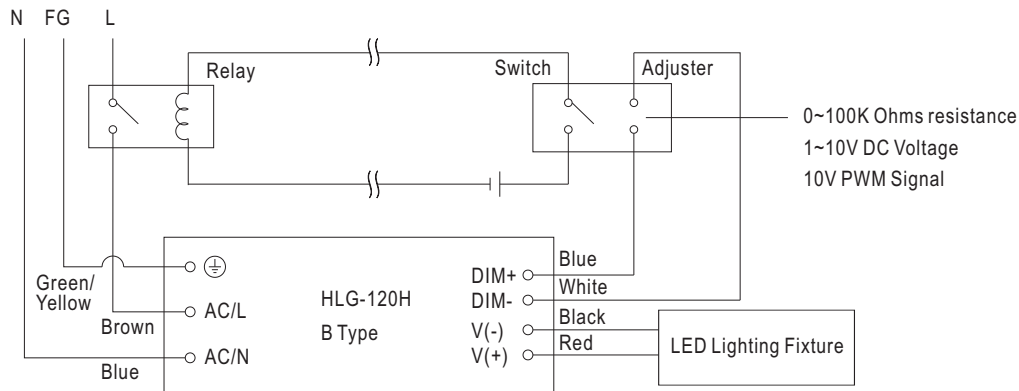 N FG L
Relay
Switch
Adjuster
0~100K Ohms resistance
1~10V DC Voltage
10V PWM Signal
Green/
Yellow
Brown
Blue
AC/L
AC/N
HLG-120H
B Type
DIM+
DIM-
V(-)
V(+)
Blue
White
Black
Red
LED Lighting Fixture